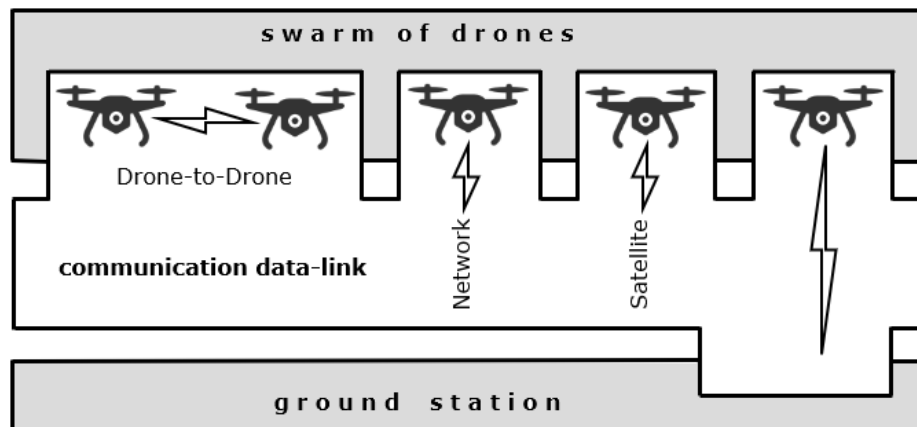 swarm of drones
Drone-to-Drone
Network
Satellite
communication data-link
ground station